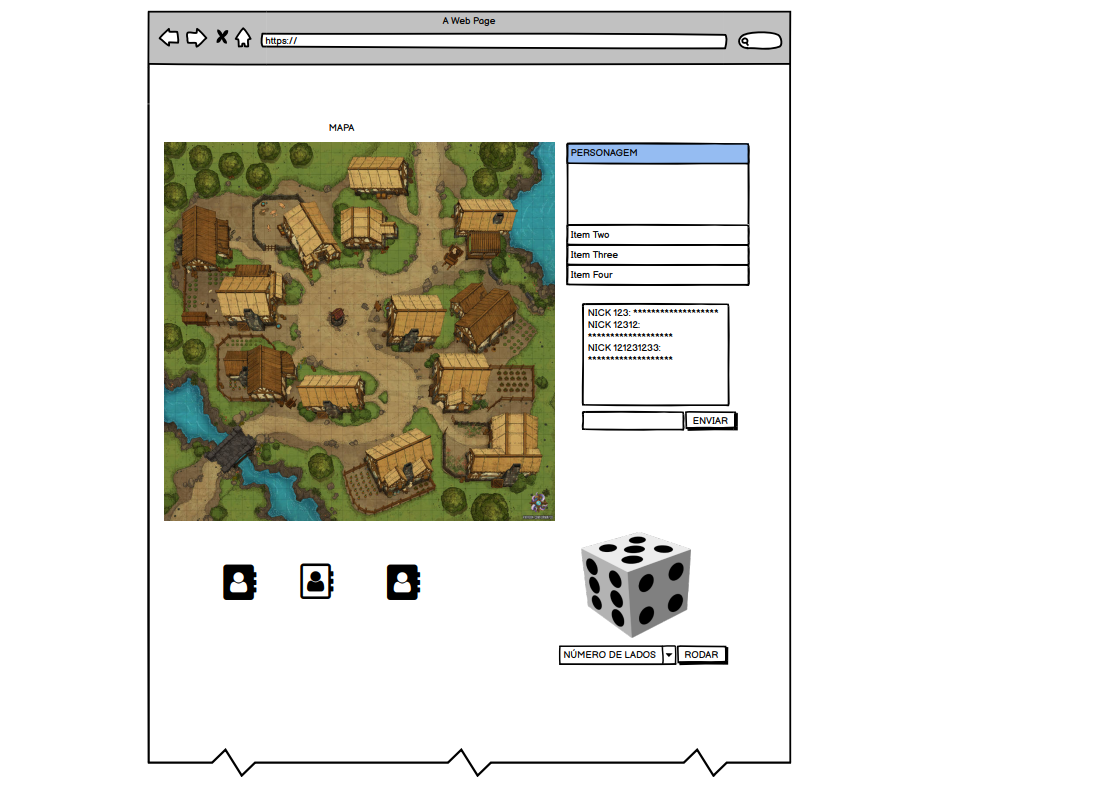 A Web Page
https://
MAPA
PERSONAGEM
Item Two
Item Three
Item Four
NICK 123: *******************
NICK 12312:
*******************
NICK 121231233:
*******************
ENVIAR
NÚMERO DE LADOS
RODAR